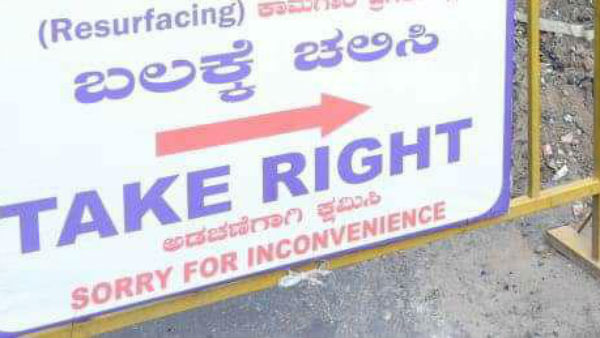 (Resurfacing) ಕಾಮಗಾರಿ
ಬಲಕ್ಕೆ ಚಲಿಸಿ
TAKE RIGHT
ಅಡಚಣೆಗಾಗಿ ಕ್ಷಮಿಸಿ
SORRY FOR INCONVENIENCE